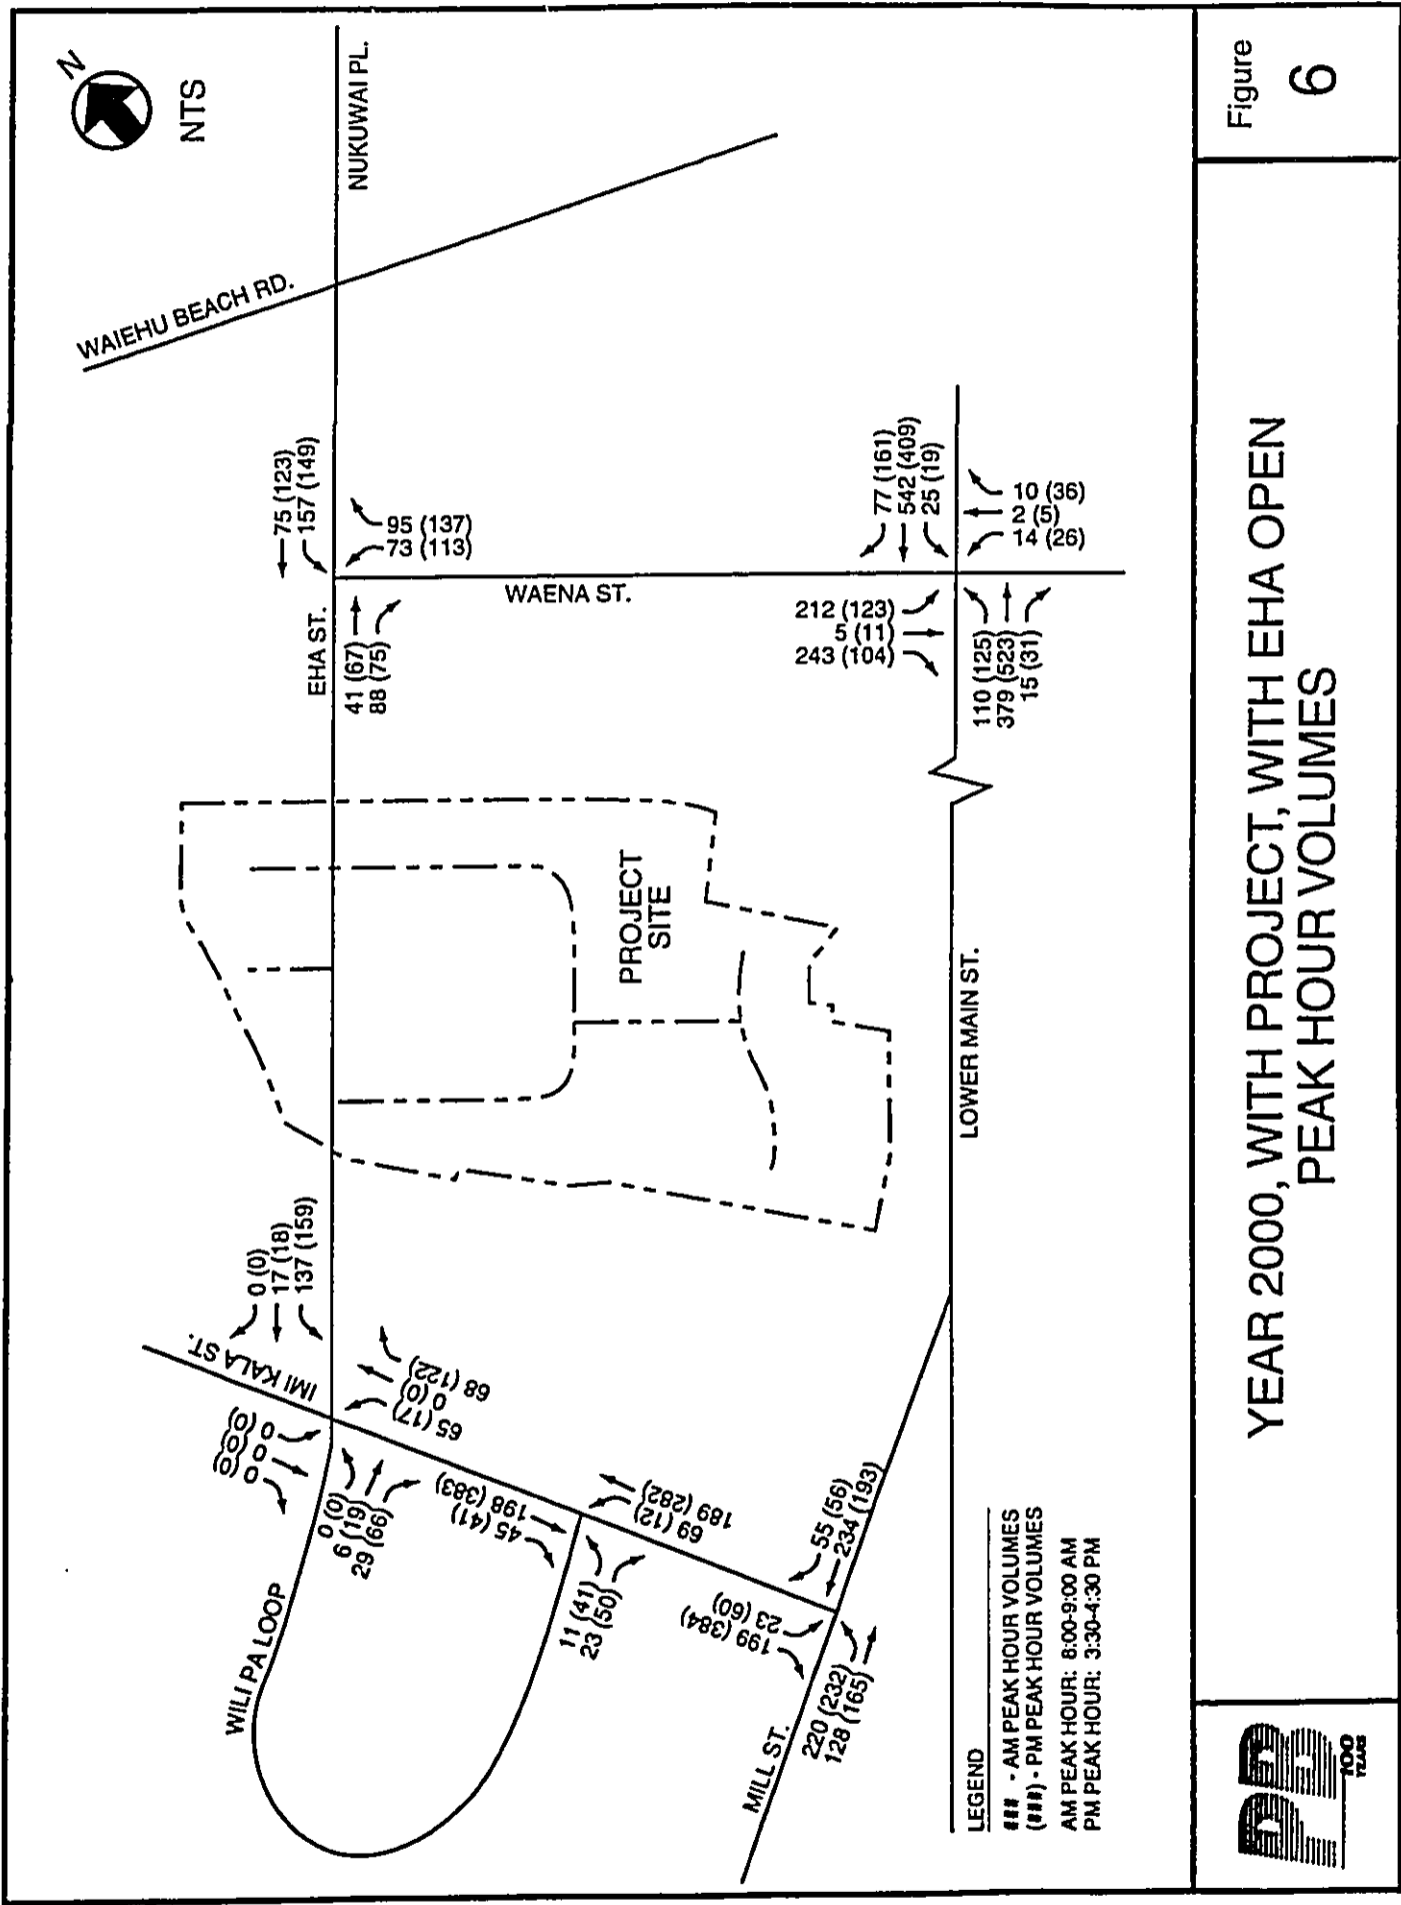 N
NTS
NUKUWAI PL.
WAIEHU BEACH RD.
75 (123)
157 (149)
95 (137)
73 (113)
EHA ST.
41 (67)
88 (75)
WAENA ST.
77 (161)
542 (409)
25 (19)
10 (36)
2 (5)
14 (26)
212 (123)
5 (11)
243 (104)
110 (125)
379 (523)
15 (31)
PROJECT
SITE
LOWER MAIN ST.
IMI KALA ST.
0 (0)
17 (18)
137 (159)
68 (122)
0 (0)
65 (17)
0 (0)
0 (0)
0 (0)
0 (0)
6 (19)
29 (66)
WILI PA LOOP
198 (383)
45 (41)
189 (282)
69 (12)
11 (41)
23 (50)
55 (56)
234 (193)
23 (60)
199 (384)
220 (232)
128 (165)
MILL ST.
LEGEND
### - AM PEAK HOUR VOLUMES
(###) - PM PEAK HOUR VOLUMES
AM PEAK HOUR: 8:00-9:00 AM
PM PEAK HOUR: 3:30-4:30 PM
PB
100
YEARS
YEAR 2000, WITH PROJECT, WITH EHA OPEN
PEAK HOUR VOLUMES
Figure
6